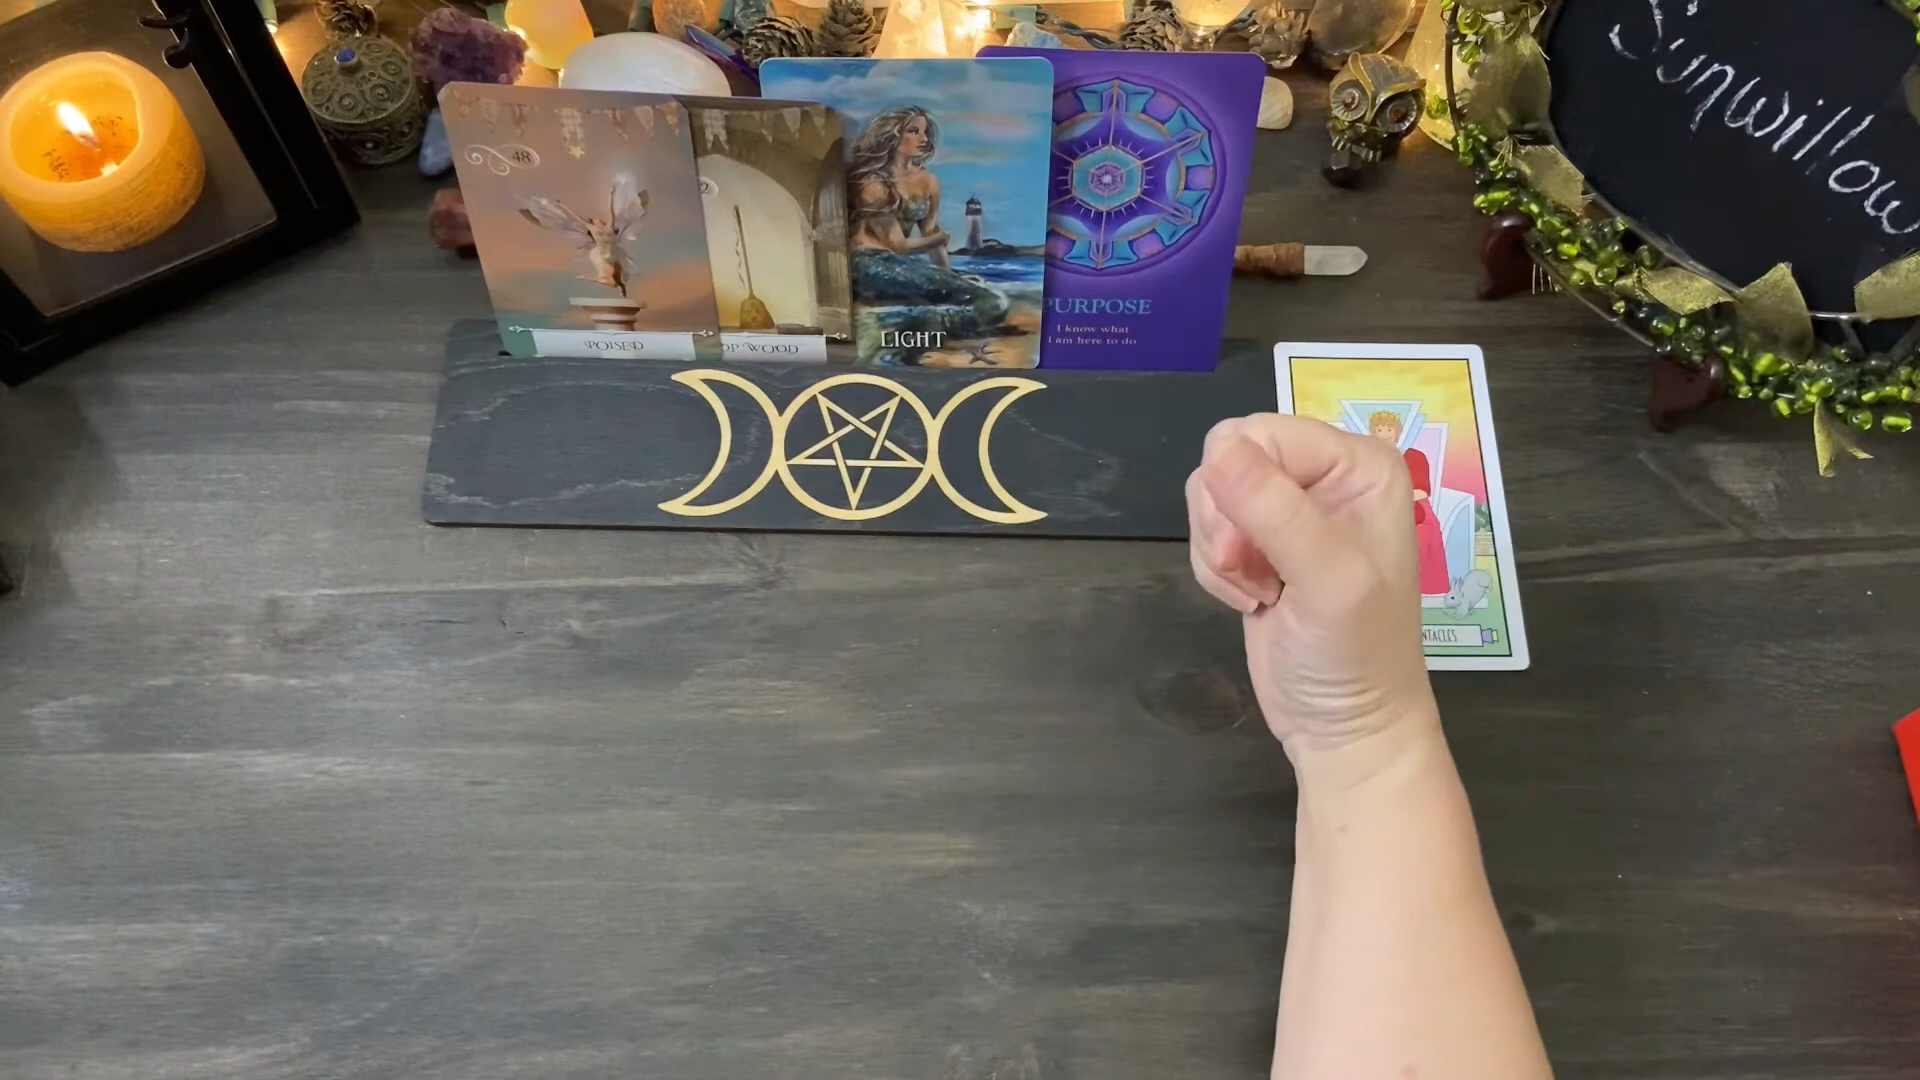 Sunwillow
48
POISED
OP WOOD
LIGHT
PURPOSE
I know what
I am here to do
NTACLES